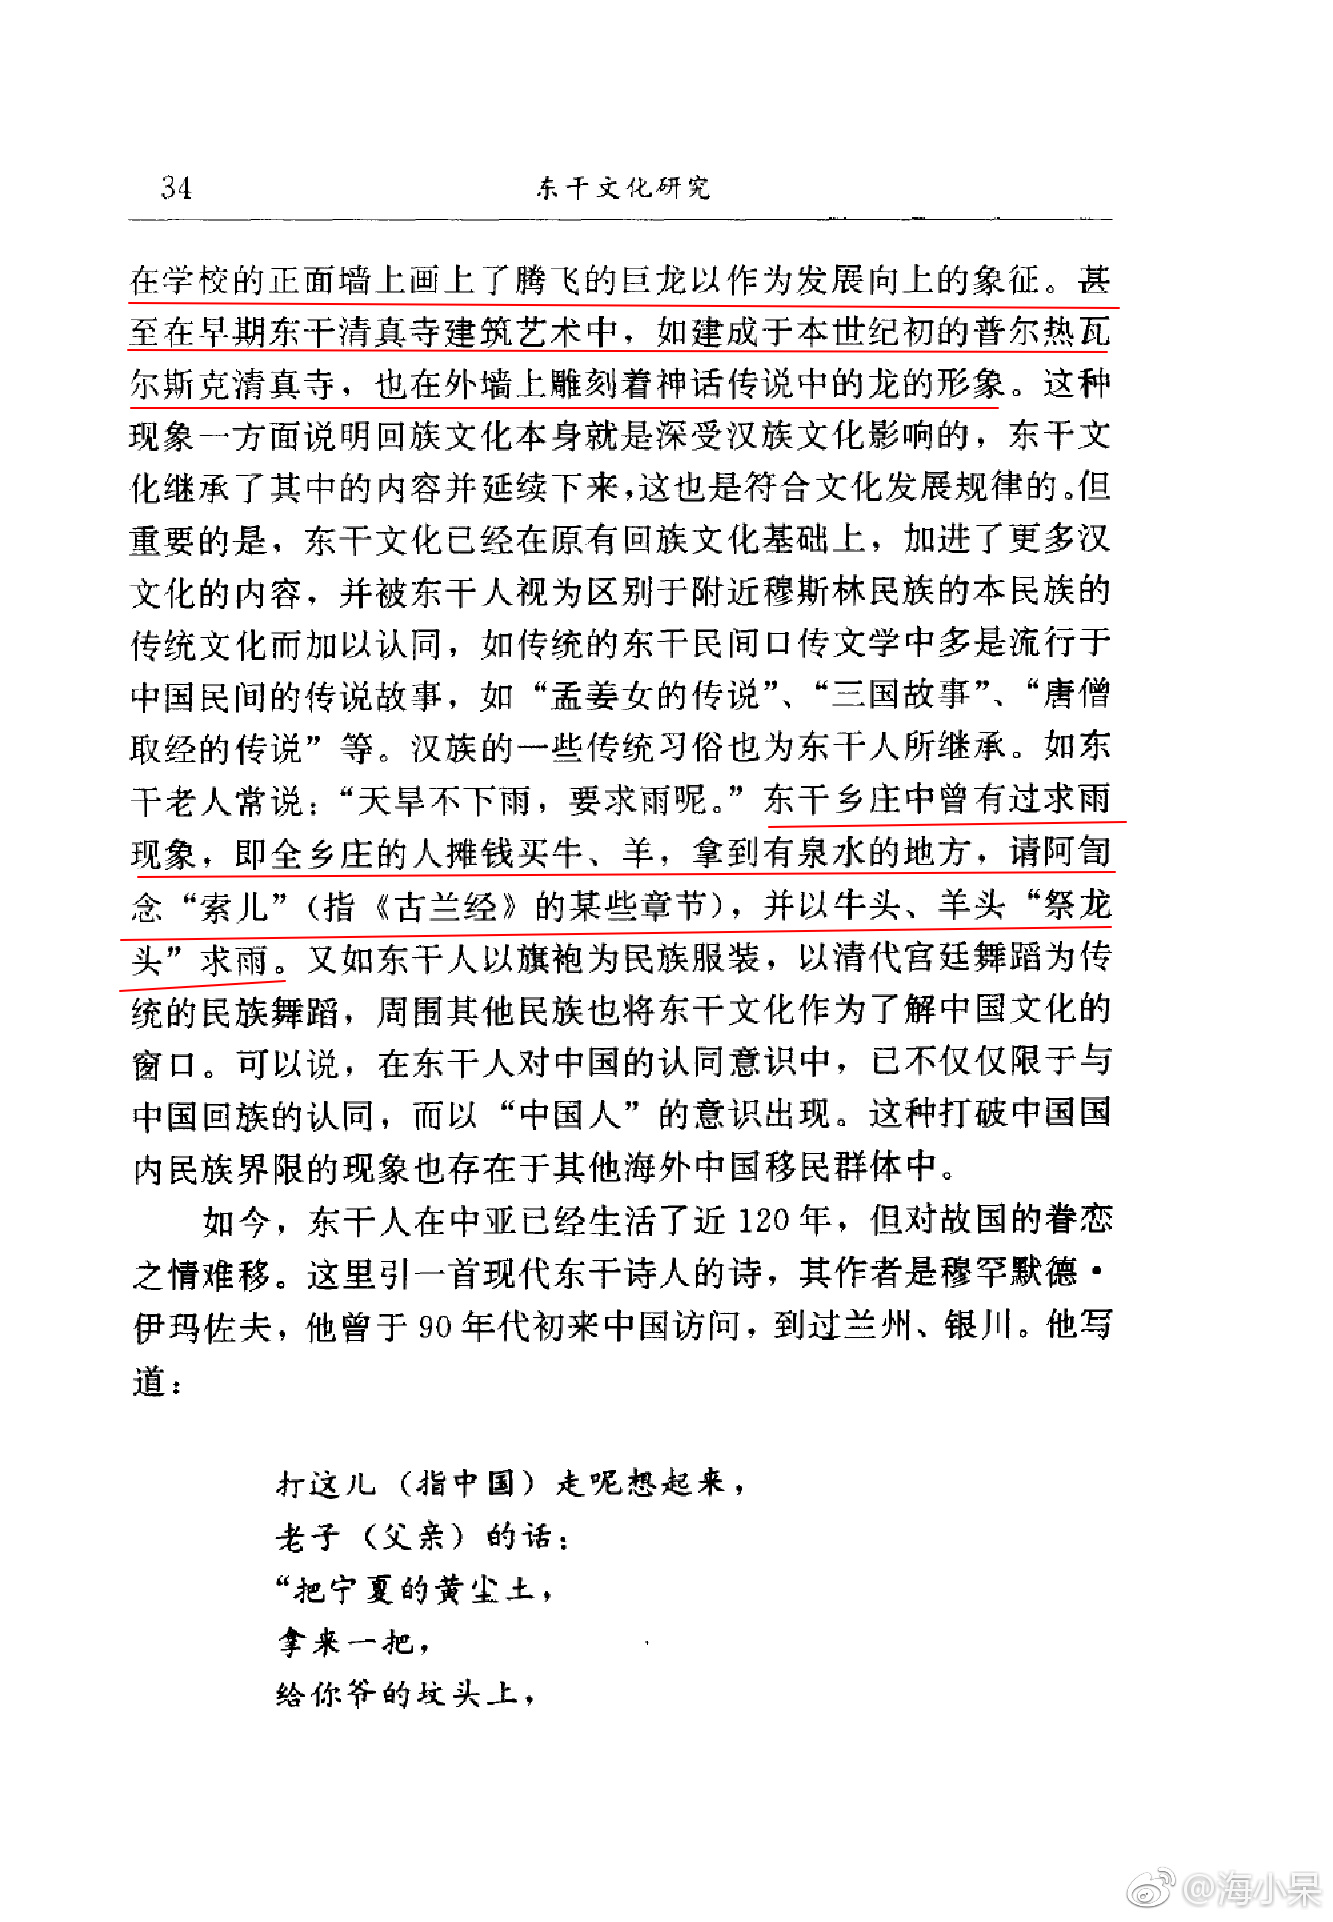 34
东干文化研究
在学校的正面墙上画上了腾飞的巨龙以作为发展向上的象征。甚
至在早期东干清真寺建筑艺术中，如建成于本世纪初的普尔热瓦
尔斯克清真寺，也在外墙上雕刻着神话传说中的龙的形象。这种
现象一方面说明回族文化本身就是深受汉族文化影响的，东干文
化继承了其中的内容并延续下来，这也是符合文化发展规律的。但
重要的是，东干文化已经在原有回族文化基础上，加进了更多汉
文化的内容，并被东干人视为区别于附近穆斯林民族的本民族的
传统文化而加以认同，如传统的东干民间口传文学中多是流行于
中国民间的传说故事，如“孟姜女的传说”、“三国故事”、“唐僧
取经的传说”等。汉族的一些传统习俗也为东干人所继承。如东
干老人常说：“天旱不下雨，要求雨呢。”东干乡庄中曾有过求雨
现象，即全乡庄的人摊钱买牛、羊，拿到有泉水的地方，请阿訇
念“索儿”（指《古兰经》的某些章节），并以牛头、羊头“祭龙
头”求雨。又如东干人以旗袍为民族服装，以清代宫廷舞蹈为传
统的民族舞蹈，周围其他民族也将东干文化作为了解中国文化的
窗口。可以说，在东干人对中国的认同意识中，已不仅仅限于与
中国回族的认同，而以“中国人”的意识出现。这种打破中国国
内民族界限的现象也存在于其他海外中国移民群体中。
如今，东干人在中亚已经生活了近120年，但对故国的眷恋
之情难移。这里引一首现代东干诗人的诗，其作者是穆罕默德·
伊玛佐夫，他曾于90年代初来中国访问，到过兰州、银川。他写
道：
打这儿（指中国）走呢想起来，
老子（父亲）的话：
“把宁夏的黄尘土，
拿来一把，
给你爷的坟头上，
@海小呆